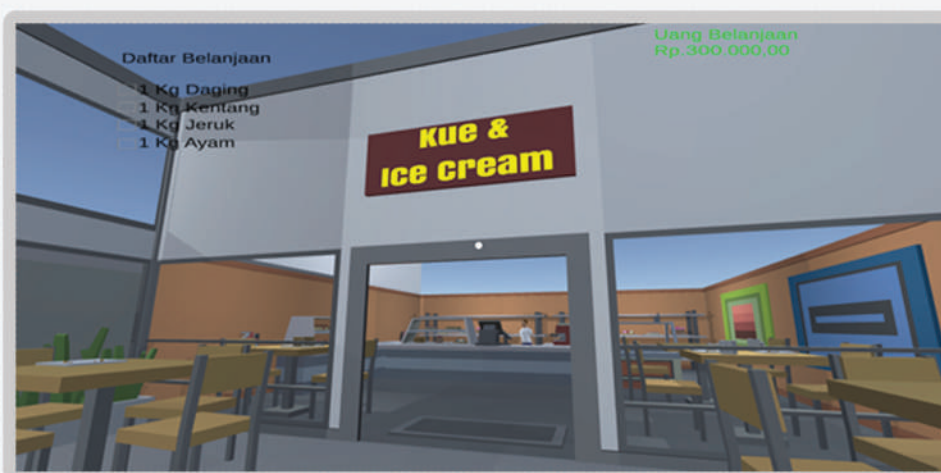 Daftar Belanjaan
1 Kg Daging
1 Kg Kentang
1 Kg Jeruk
1 Kg Ayam
Uang Belanjaan
Rp.300.000,00
Kue &
Ice Cream